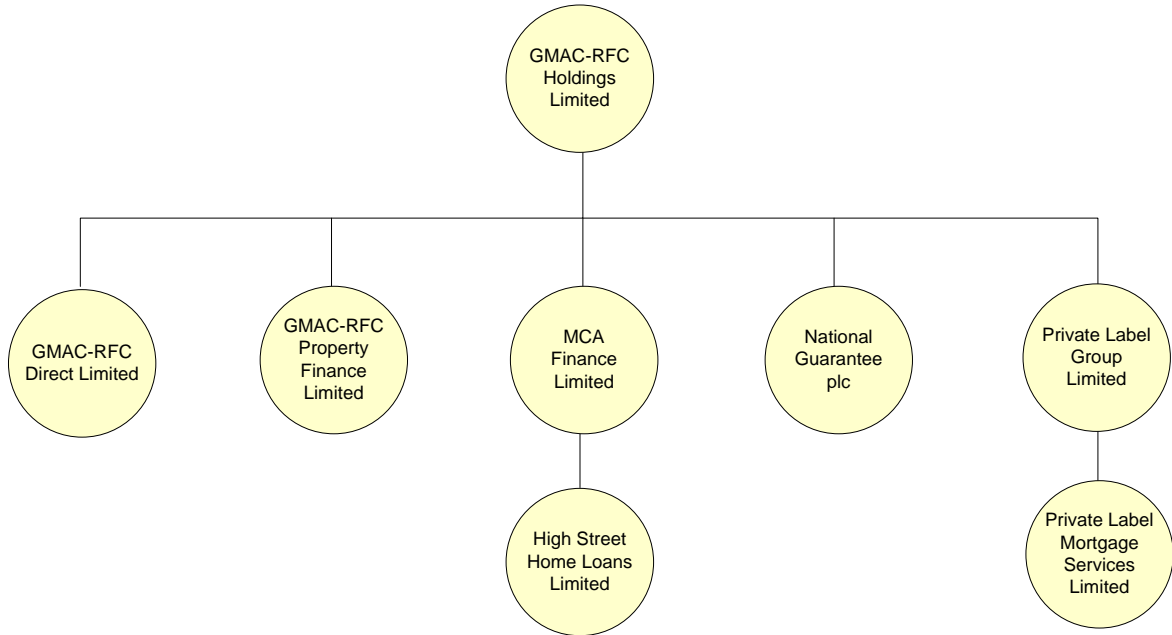 GMAC-RFC
Holdings
Limited
GMAC-RFC
Direct Limited
GMAC-RFC
Property
Finance
Limited
MCA
Finance
Limited
National
Guarantee
plc
Private Label
Group
Limited
High Street
Home Loans
Limited
Private Label
Mortgage
Services
Limited